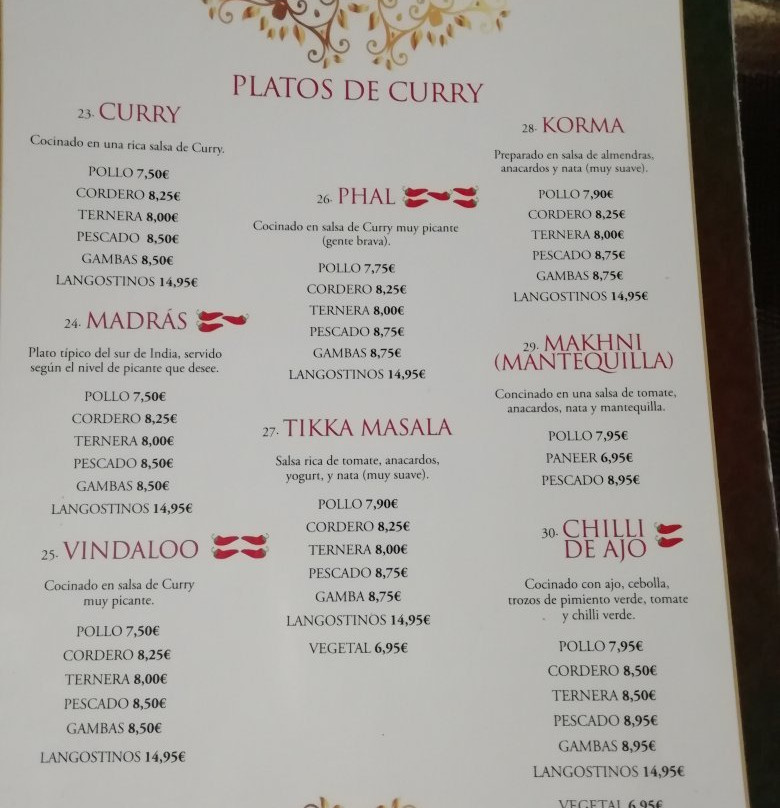 PLATOS DE CURRY
23. CURRY
Cocinado en una rica salsa de Curry.
POLLO 7,50€
CORDERO 8,25€
TERNERA 8,00€
PESCADO 8,50€
GAMBAS 8,50€
LANGOSTINOS 14,95€
24. MADRÁS
Plato típico del sur de India, servido
según el nivel de picante que desee.
POLLO 7,50€
CORDERO 8,25€
TERNERA 8,00€
PESCADO 8,50€
GAMBAS 8,50€
LANGOSTINOS 14,95€
25. VINDALOO
Cocinado en salsa de Curry
muy picante.
POLLO 7,50€
CORDERO 8,25€
TERNERA 8,00€
PESCADO 8,50€
GAMBAS 8,50€
LANGOSTINOS 14,95€
26. PHAL
Cocinado en salsa de Curry muy picante
(gente brava).
POLLO 7,75€
CORDERO 8,25€
TERNERA 8,00€
PESCADO 8,75€
GAMBAS 8,75€
LANGOSTINOS 14,95€
27. TIKKA MASALA
Salsa rica de tomate, anacardos,
yogurt, y nata (muy suave).
POLLO 7,90€
CORDERO 8,25€
TERNERA 8,00€
PESCADO 8,75€
GAMBA 8,75€
LANGOSTINOS 14,95€
VEGETAL 6,95€
28. KORMA
Preparado en salsa de almendras,
anacardos y nata (muy suave).
POLLO 7,90€
CORDERO 8,25€
TERNERA 8,00€
PESCADO 8,75€
GAMBAS 8,75€
LANGOSTINOS 14,95€
29. MAKHNI
(MANTEQUILLA)
Concinado en una salsa de tomate,
anacardos, nata y mantequilla.
POLLO 7,95€
PANEER 6,95€
PESCADO 8,95€
30. CHILLI
DE AJO
Cocinado con ajo, cebolla,
trozos de pimiento verde, tomate
y chilli verde.
POLLO 7,95€
CORDERO 8,50€
TERNERA 8,50€
PESCADO 8,95€
GAMBAS 8,95€
LANGOSTINOS 14,95€
VEGETAL 6,95€